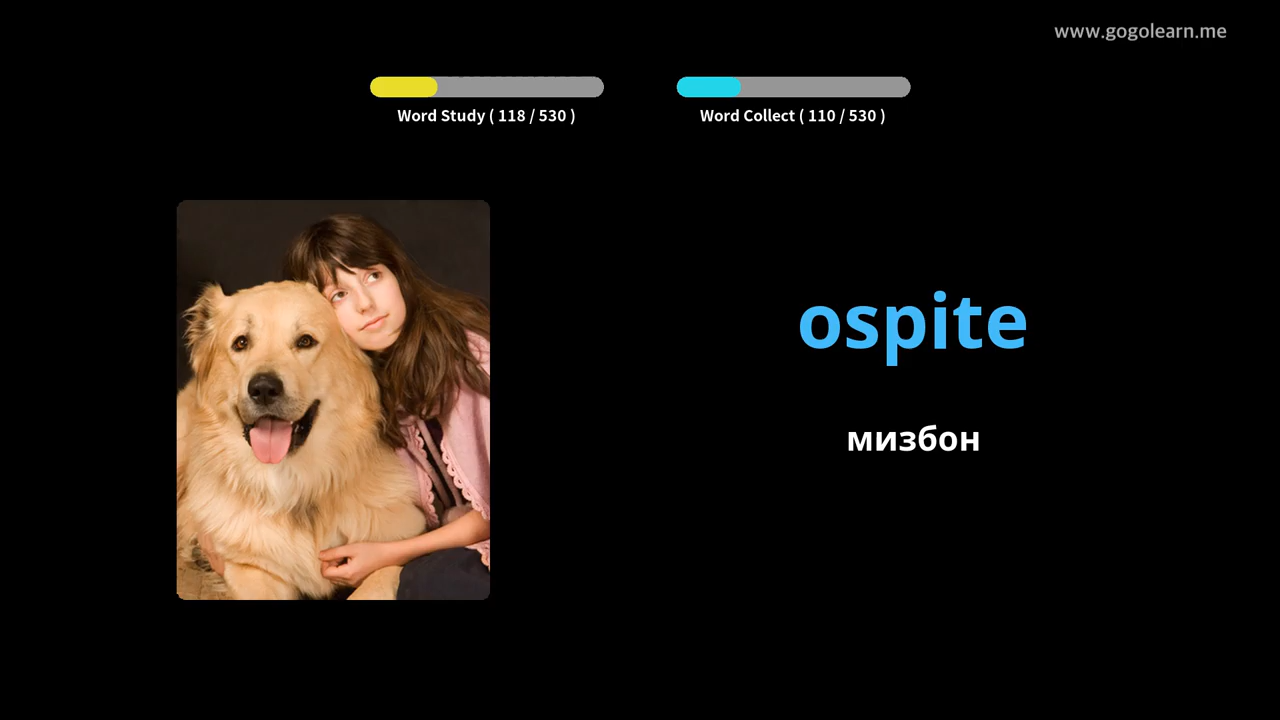 www.gogolearn.me
Word Study ( 118 / 530 )
Word Collect ( 110 / 530 )
ospite
мизбон